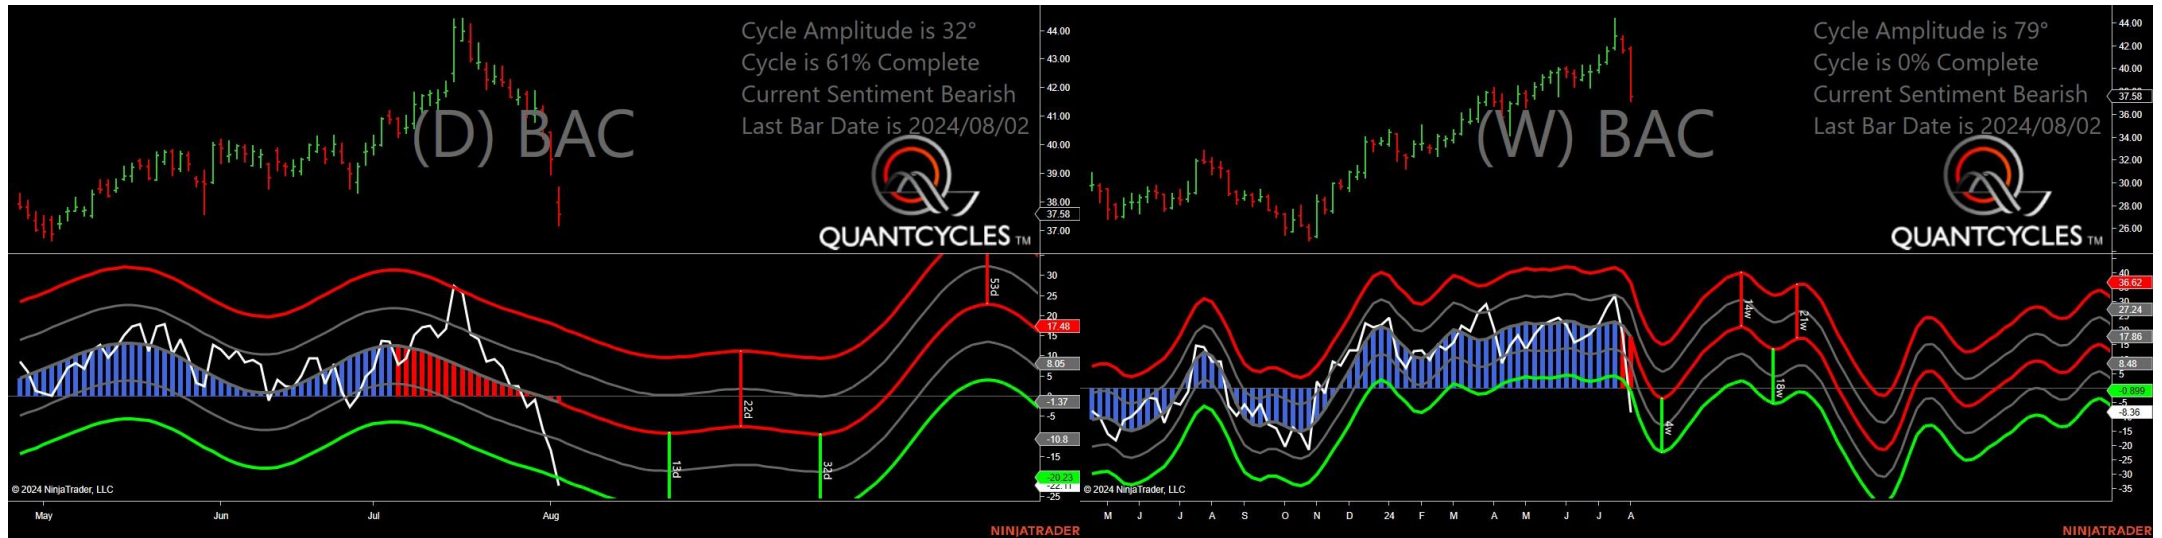 Cycle Amplitude is 32°
Cycle is 61% Complete
Current Sentiment Bearish
Last Bar Date is 2024/08/02
(D) BAC
QUANTCYCLES TM
44.00
43.00
42.00
41.00
40.00
39.00
38.00
37.58
37.00
30
25
20
17.48
10
8.05
5
-1.37
-5
-10.8
-15
-20.23
-22.11
-25
13d
22d
32d
53d
© 2024 NinjaTrader, LLC
May
Jun
Jul
Aug
NINJATRADER
Cycle Amplitude is 79°
Cycle is 0% Complete
Current Sentiment Bearish
Last Bar Date is 2024/08/02
(W) BAC
QUANTCYCLES TM
44.00
42.00
40.00
37.58
36.00
34.00
32.00
30.00
28.00
26.00
40
36.62
30
27.24
17.86
15
8.48
5
-0.899
-5
-8.36
-15
-20
-25
-30
-35
4w
14w
18w
21w
© 2024 NinjaTrader, LLC
M
J
J
A
S
O
N
D
24
F
M
A
M
J
J
A
NINJATRADER